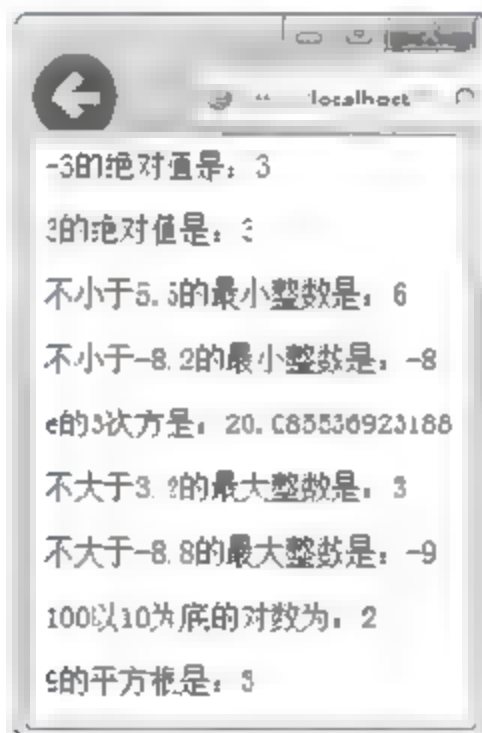 localhost
-3的绝对值是：3
3的绝对值是：3
不小于5.5的最小整数是：6
不小于-8.2的最小整数是：-8
e的3次方是：20.085536923188
不大于3.2的最大整数是：3
不大于-8.8的最大整数是：-9
100以10为底的对数为：2
9的平方根是：3